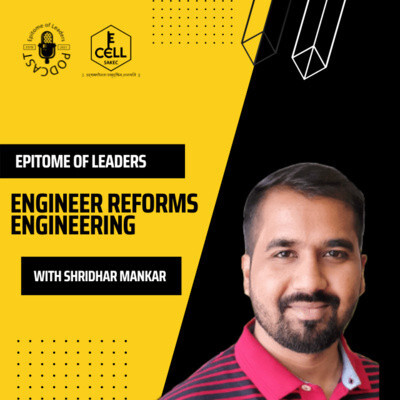 Epitome of Leaders
PODCAST
E
CELL
SAKEC
EPITOME OF LEADERS
ENGINEER REFORMS
ENGINEERING
WITH SHRIDHAR MANKAR